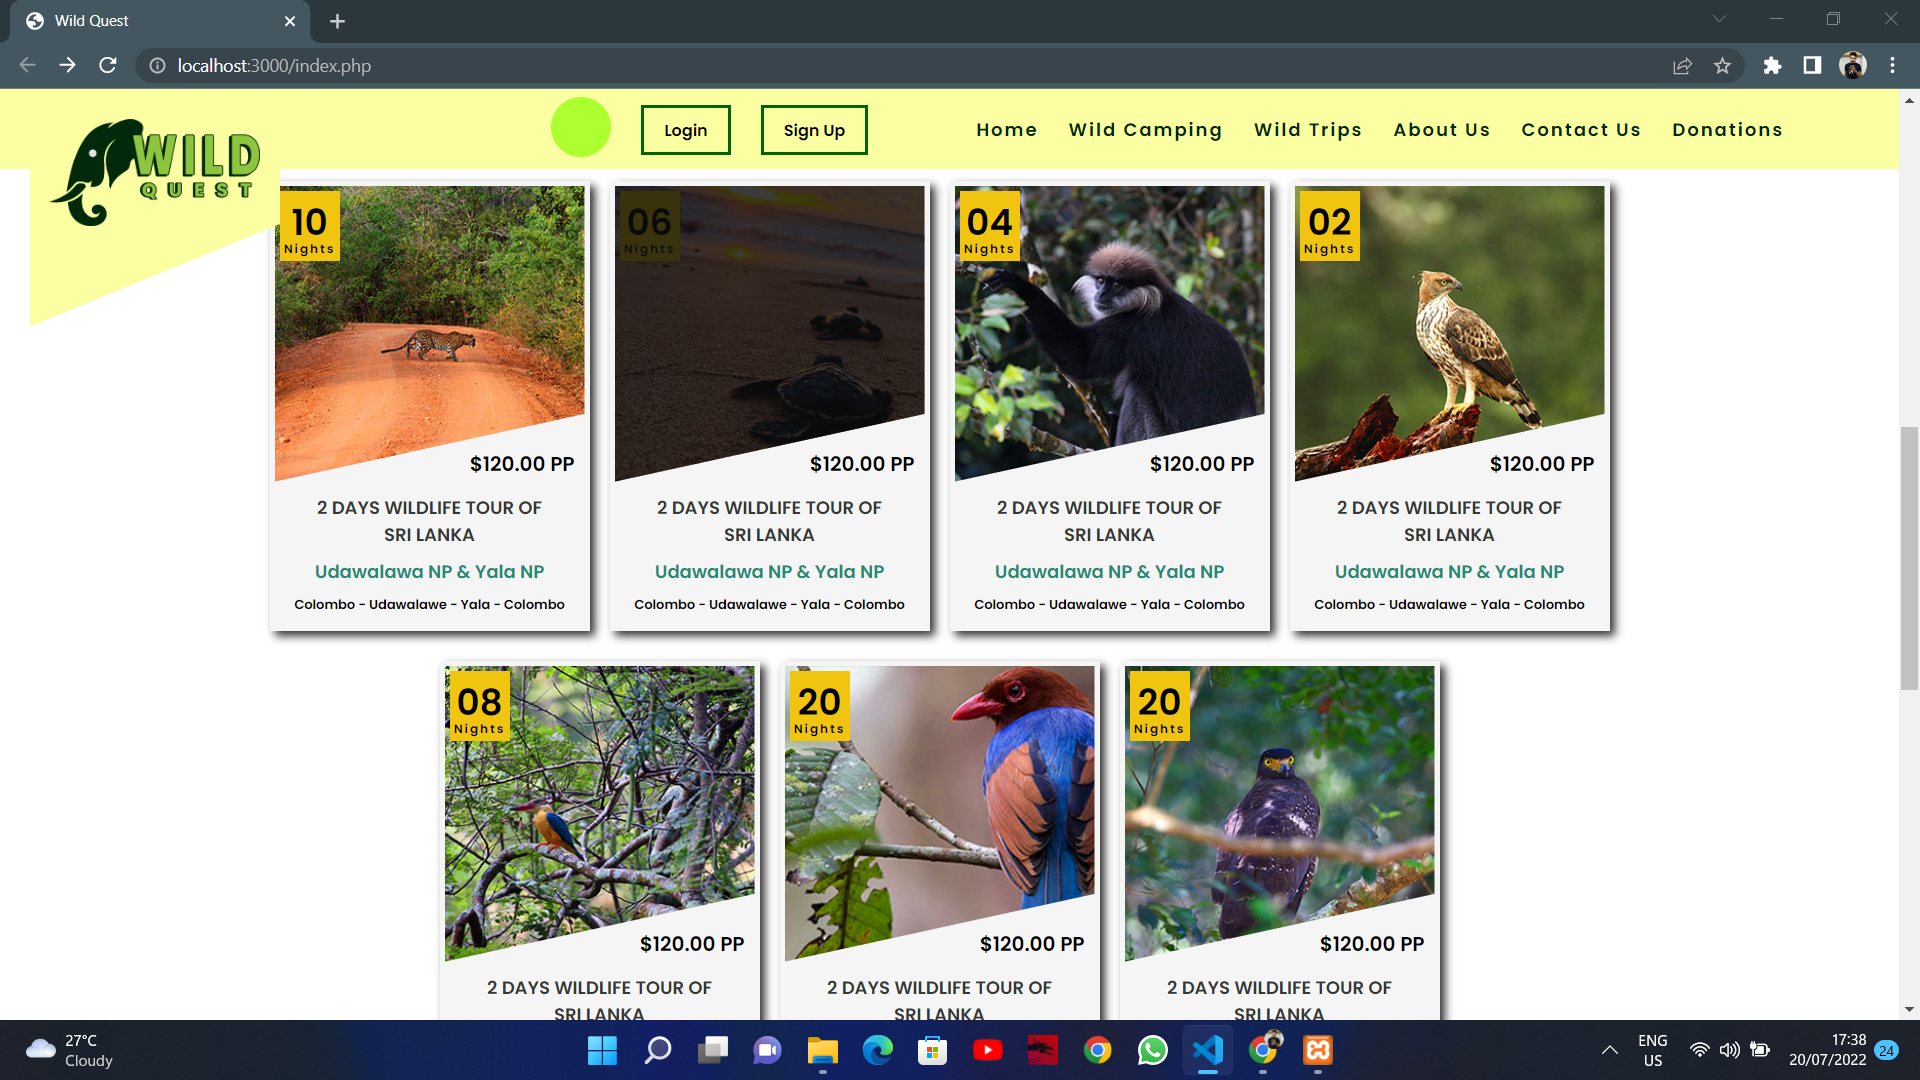 Wild Quest
localhost:3000/index.php
WILD
QUEST
Login
Sign Up
Home
Wild Camping
Wild Trips
About Us
Contact Us
Donations
10
Nights
06
Nights
04
Nights
02
Nights
$120.00 PP
$120.00 PP
$120.00 PP
$120.00 PP
2 DAYS WILDLIFE TOUR OF
SRI LANKA
2 DAYS WILDLIFE TOUR OF
SRI LANKA
2 DAYS WILDLIFE TOUR OF
SRI LANKA
2 DAYS WILDLIFE TOUR OF
SRI LANKA
Udawalawa NP & Yala NP
Udawalawa NP & Yala NP
Udawalawa NP & Yala NP
Udawalawa NP & Yala NP
Colombo - Udawalawe - Yala - Colombo
Colombo - Udawalawe - Yala - Colombo
Colombo - Udawalawe - Yala - Colombo
Colombo - Udawalawe - Yala - Colombo
08
Nights
20
Nights
20
Nights
$120.00 PP
$120.00 PP
$120.00 PP
2 DAYS WILDLIFE TOUR OF
SRI LANKA
2 DAYS WILDLIFE TOUR OF
SRI LANKA
2 DAYS WILDLIFE TOUR OF
SRI LANKA
27°C
Cloudy
ENG
US
17:38
20/07/2022
24